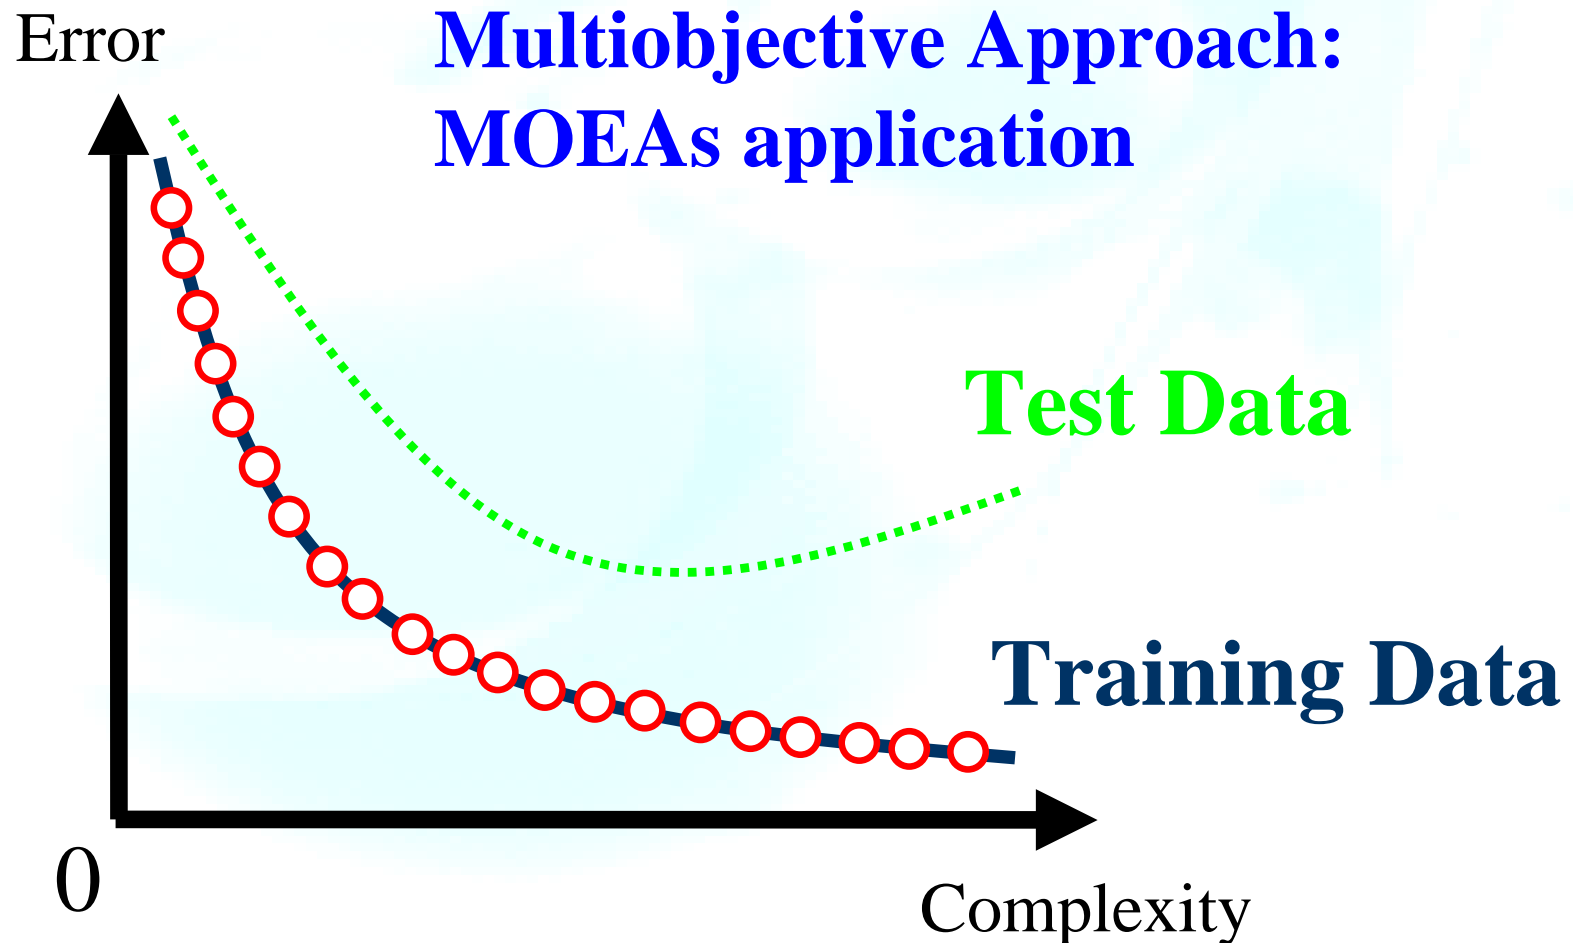 Error
Multiobjective Approach:
MOEAs application
Test Data
Training Data
0
Complexity